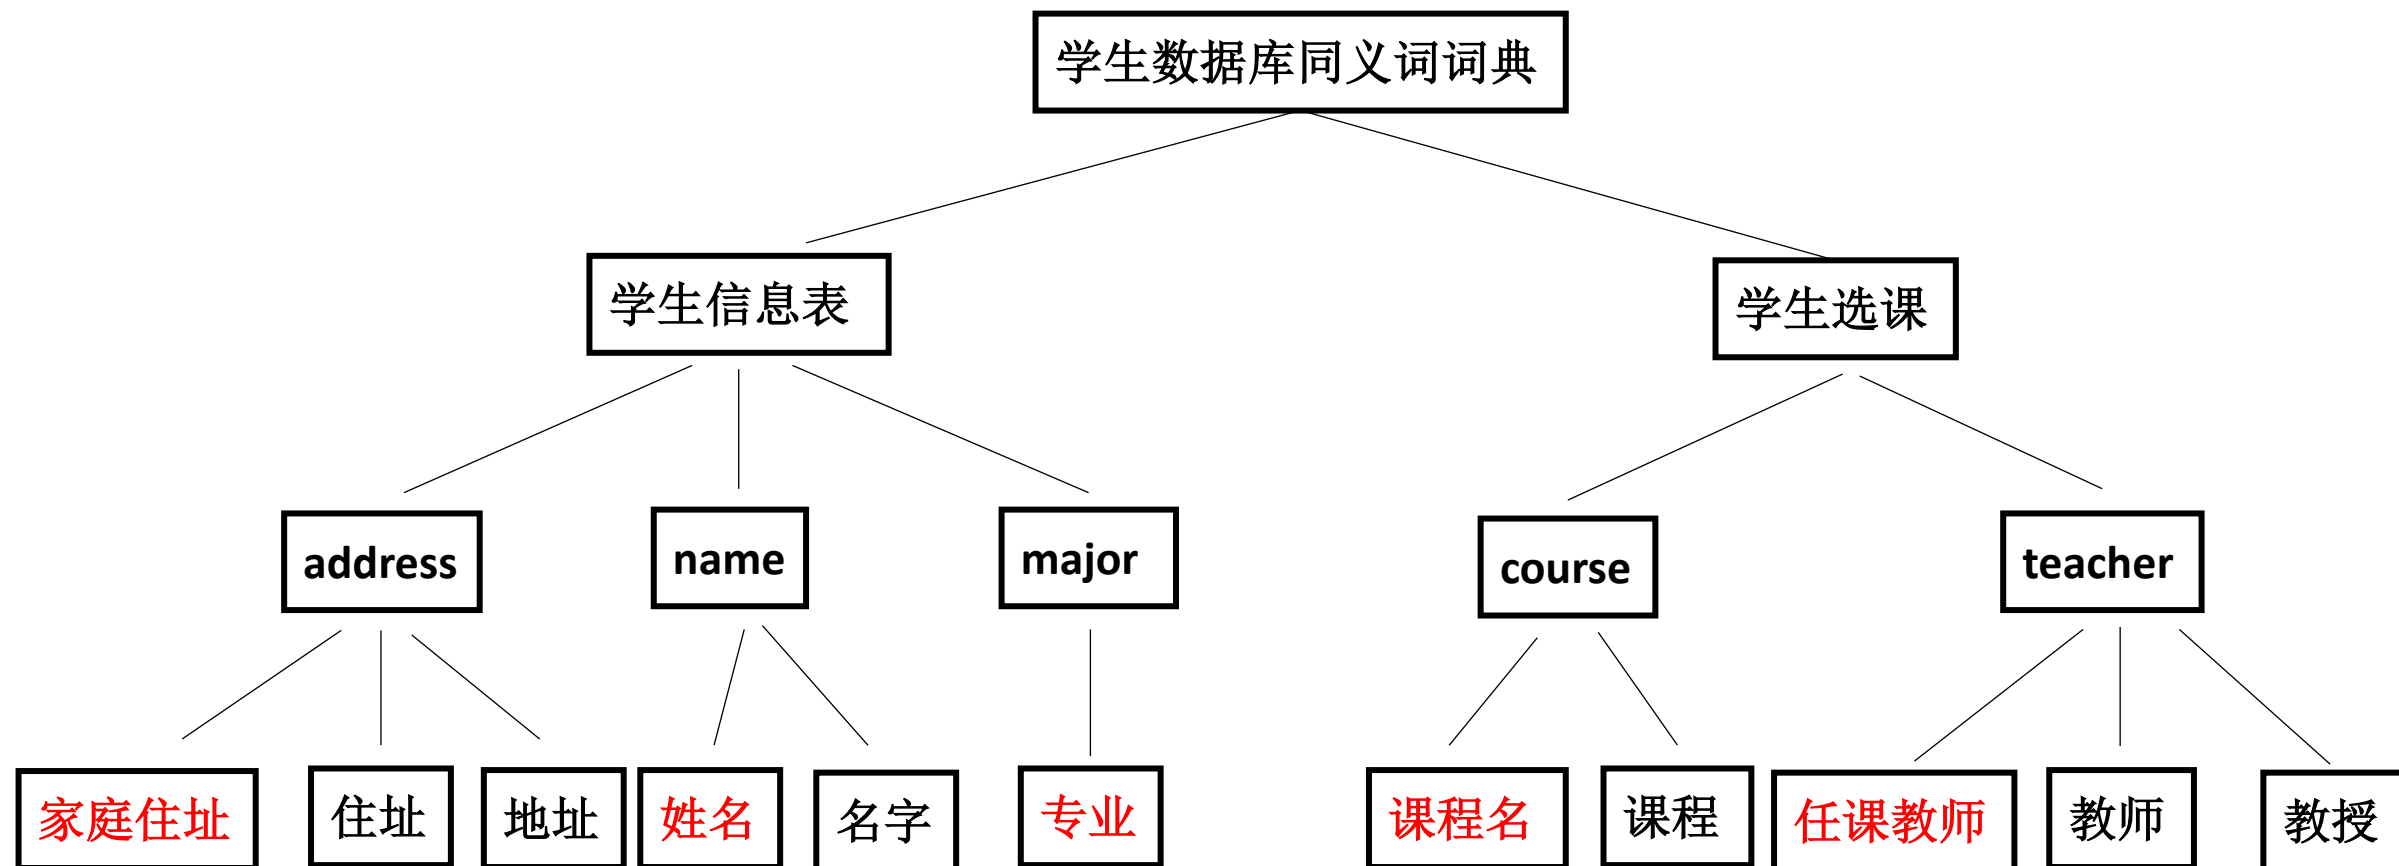 学生数据库同义词词典
学生信息表
学生选课
address
name
major
course
teacher
家庭住址
住址
地址
姓名
名字
专业
课程名
课程
任课教师
教师
教授